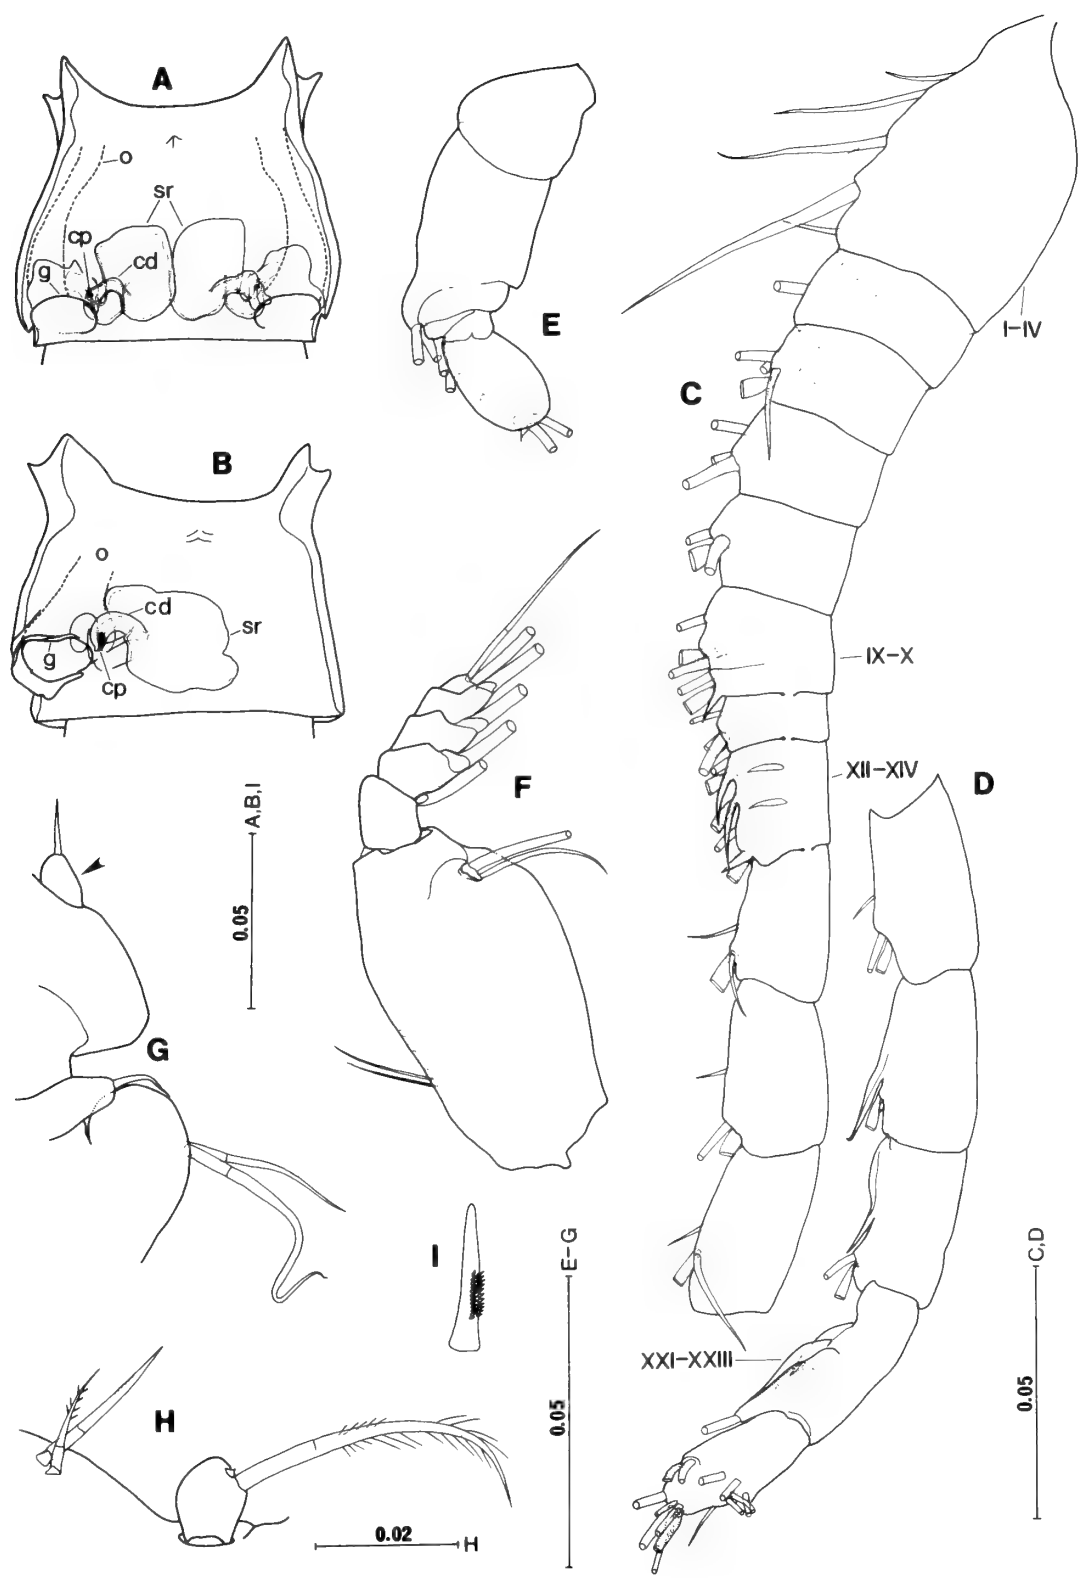 A
o
sr
cp
cd
g
E
I–IV
C
B
o
cd
sr
g
cp
IX–X
XII–XIV
D
F
A,B,I
0.05
G
I
E–G
0.05
C,D
0.05
XXI–XXIII
H
0.02
H